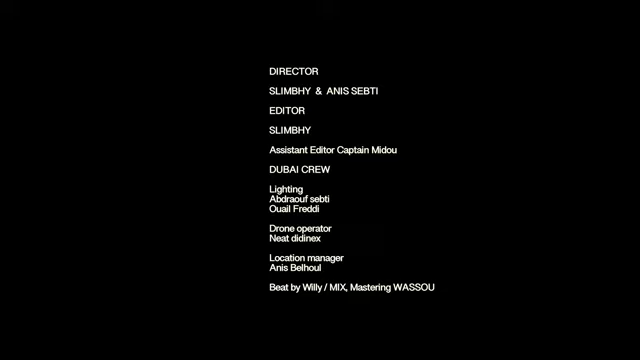 DIRECTOR
SLIMBHY & ANIS SEBTI
EDITOR
SLIMBHY
Assistant Editor Captain Midou
DUBAI CREW
Lighting
Abdraouf sebti
Ouail Freddi
Drone operator
Neat didinex
Location manager
Anis Belhoul
Beat by Willy / MIX, Mastering WASSOU